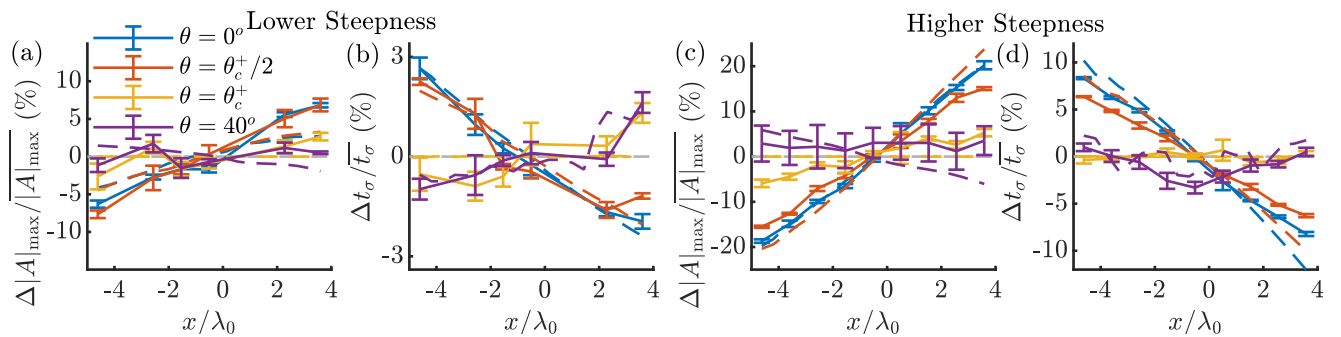 Lower Steepness
Higher Steepness
(a)
θ = 0°
θ = θ_c^+/2
θ = θ_c^+
θ = 40°
Δ|A|_max/\overline{|A|_max} (%)
10
5
0
-5
-10
-4 -2 0 2 4
x/λ_0
(b)
Δt_σ/\overline{t_σ} (%)
3
0
-3
-4 -2 0 2 4
x/λ_0
(c)
Δ|A|_max/\overline{|A|_max} (%)
20
10
0
-10
-20
-4 -2 0 2 4
x/λ_0
(d)
Δt_σ/\overline{t_σ} (%)
10
5
0
-5
-10
-4 -2 0 2 4
x/λ_0